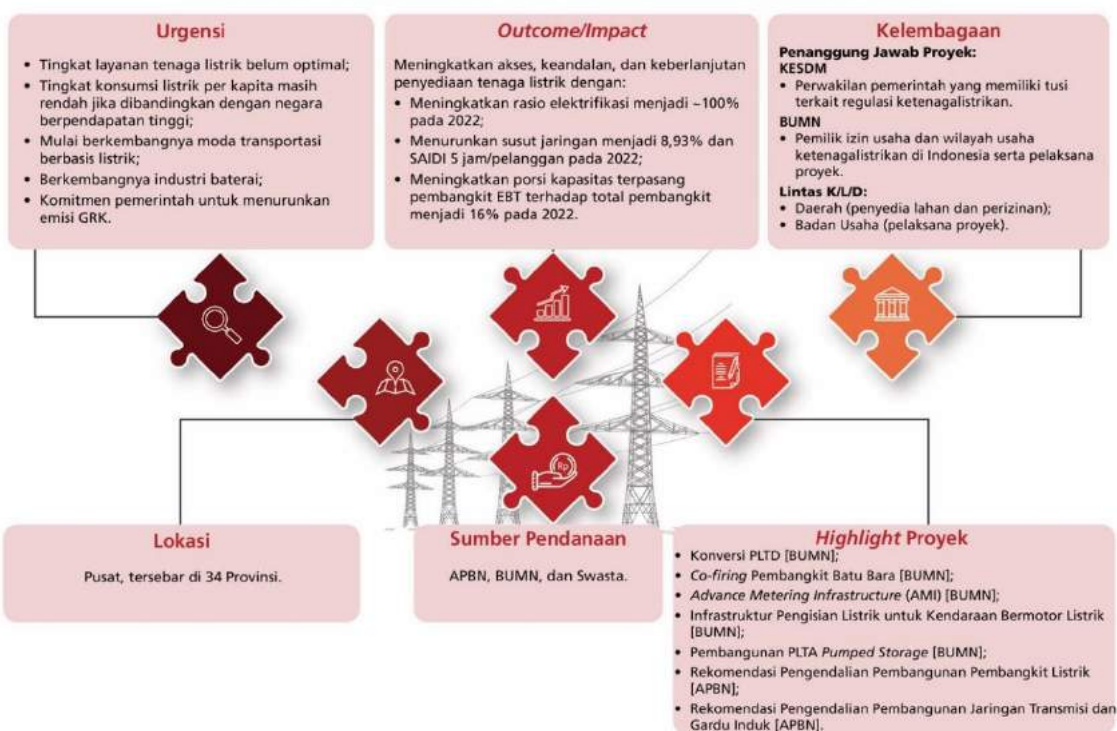 Urgensi
• Tingkat layanan tenaga listrik belum optimal;
• Tingkat konsumsi listrik per kapita masih
rendah jika dibandingkan dengan negara
berpendapatan tinggi;
• Mulai berkembangnya moda transportasi
berbasis listrik;
• Berkembangnya industri baterai;
• Komitmen pemerintah untuk menurunkan
emisi GRK.
Outcome/Impact
Meningkatkan akses, keandalan, dan keberlanjutan
penyediaan tenaga listrik dengan:
• Meningkatkan rasio elektrifikasi menjadi ~100%
pada 2022;
• Menurunkan susut jaringan menjadi 8,93% dan
SAIDI 5 jam/pelanggan pada 2022;
• Meningkatkan porsi kapasitas terpasang
pembangkit EBT terhadap total pembangkit
menjadi 16% pada 2022.
Kelembagaan
Penanggung Jawab Proyek:
KESDM
• Perwakilan pemerintah yang memiliki tusi
terkait regulasi ketenagalistrikan.
BUMN
• Pemilik izin usaha dan wilayah usaha
ketenagalistrikan di Indonesia serta pelaksana
proyek.
Lintas K/L/D:
• Daerah (penyedia lahan dan perizinan);
• Badan Usaha (pelaksana proyek).
Rp
Lokasi
Pusat, tersebar di 34 Provinsi.
Sumber Pendanaan
APBN, BUMN, dan Swasta.
Highlight Proyek
• Konversi PLTD [BUMN];
• Co-firing Pembangkit Batu Bara [BUMN];
• Advance Metering Infrastructure (AMI) [BUMN];
• Infrastruktur Pengisian Listrik untuk Kendaraan Bermotor Listrik
[BUMN];
• Pembangunan PLTA Pumped Storage [BUMN];
• Rekomendasi Pengendalian Pembangunan Pembangkit Listrik
[APBN];
• Rekomendasi Pengendalian Pembangunan Jaringan Transmisi dan
Gardu Induk [APBN].